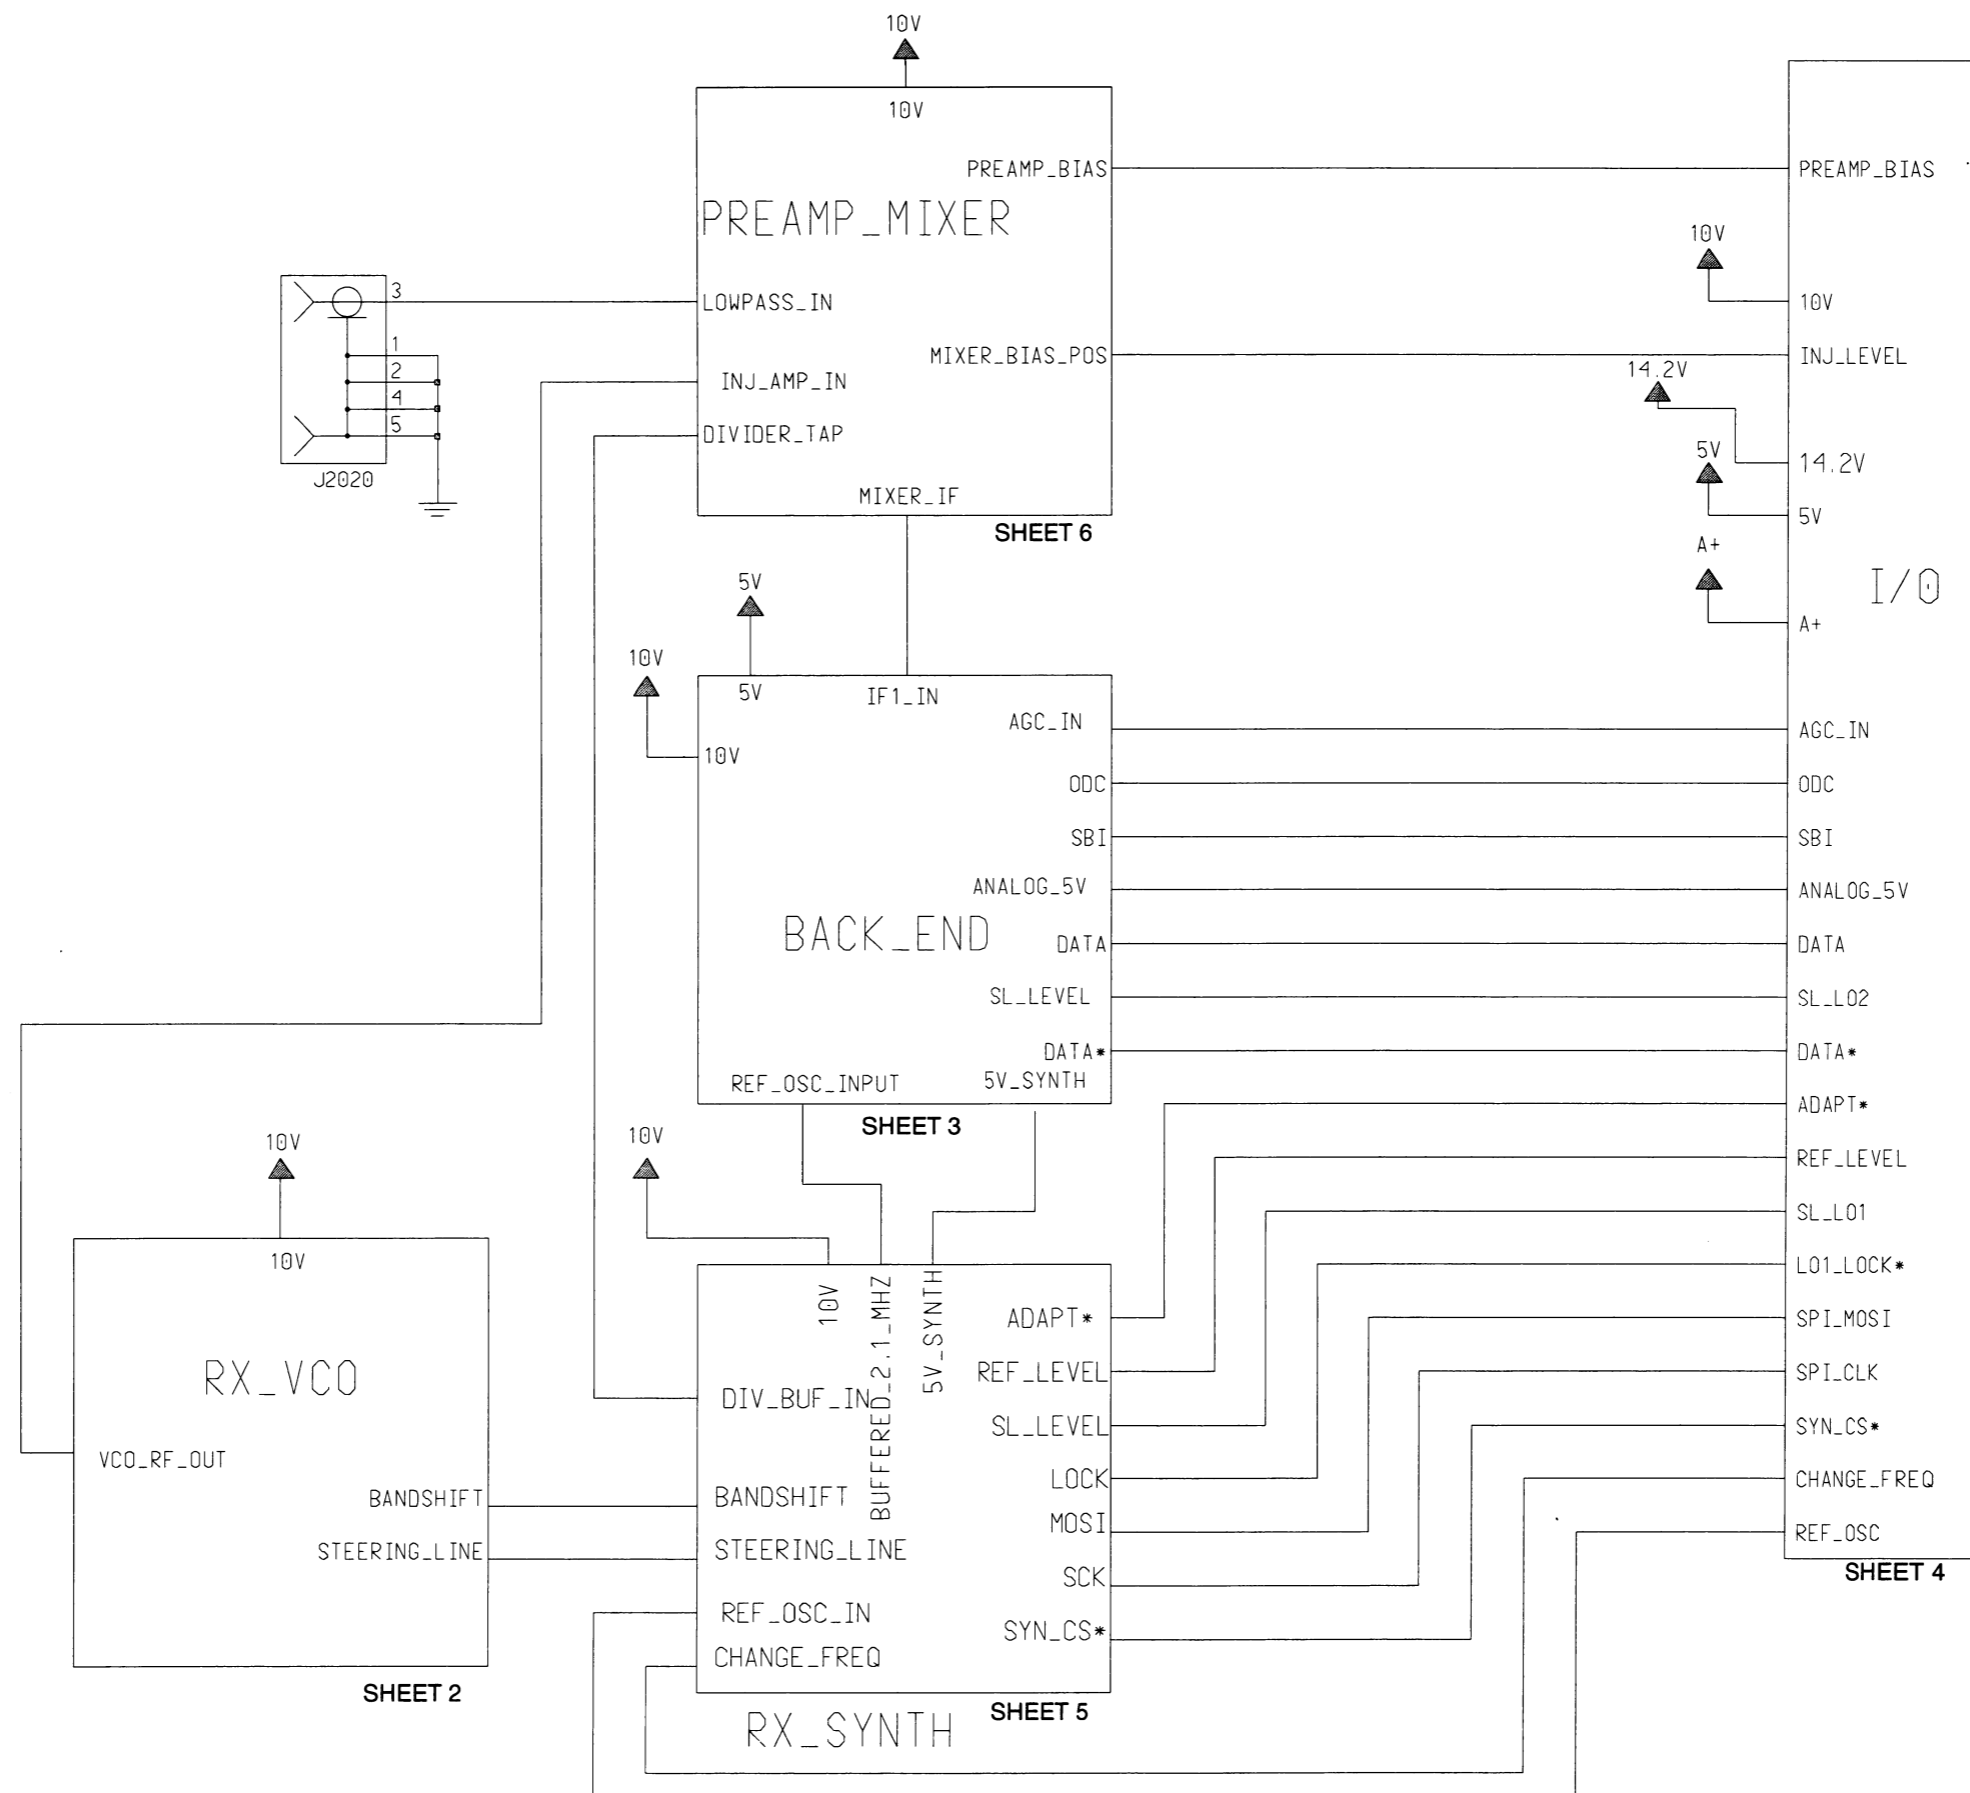 10V
10V
PREAMP_BIAS
PREAMP_MIXER
LOWPASS_IN
MIXER_BIAS_POS
INJ_AMP_IN
DIVIDER_TAP
MIXER_IF
SHEET 6
3
1
2
4
5
J2020
PREAMP_BIAS
10V
10V
INJ_LEVEL
14.2V
14.2V
5V
5V
A+
A+
I/O
5V
10V
5V
IF1_IN
10V
AGC_IN
ODC
SBI
ANALOG_5V
BACK_END
DATA
SL_LEVEL
DATA*
REF_OSC_INPUT
5V_SYNTH
SHEET 3
AGC_IN
ODC
SBI
ANALOG_5V
DATA
SL_LO2
DATA*
ADAPT*
REF_LEVEL
SL_LO1
LO1_LOCK*
SPI_MOSI
SPI_CLK
SYN_CS*
CHANGE_FREQ
REF_OSC
SHEET 4
10V
10V
RX_VCO
VCO_RF_OUT
BANDSHIFT
STEERING_LINE
SHEET 2
10V
10V
BUFFERED_2.1_MHZ
5V_SYNTH
ADAPT*
REF_LEVEL
DIV_BUF_IN
SL_LEVEL
LOCK
BANDSHIFT
MOSI
STEERING_LINE
SCK
REF_OSC_IN
SYN_CS*
CHANGE_FREQ
SHEET 5
RX_SYNTH